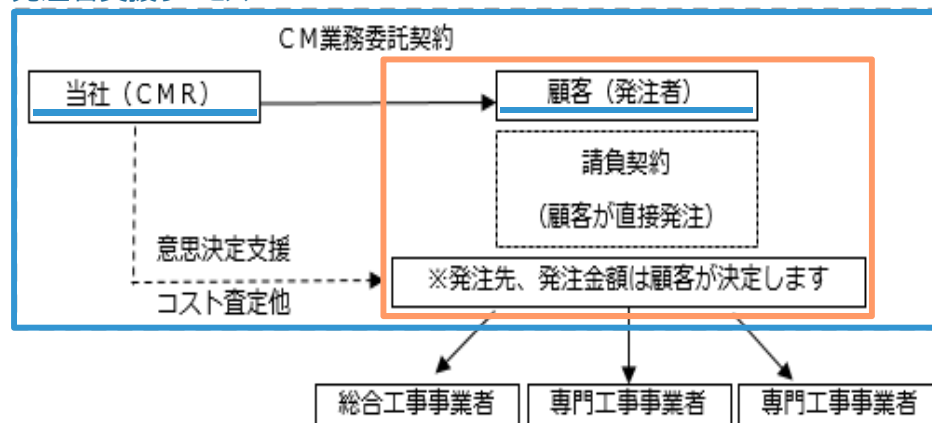 CM業務委託契約
当社（CMR）
顧客（発注者）
請負契約
（顧客が直接発注）
意思決定支援
コスト査定他
※発注先、発注金額は顧客が決定します
総合工事事業者
専門工事事業者
専門工事事業者